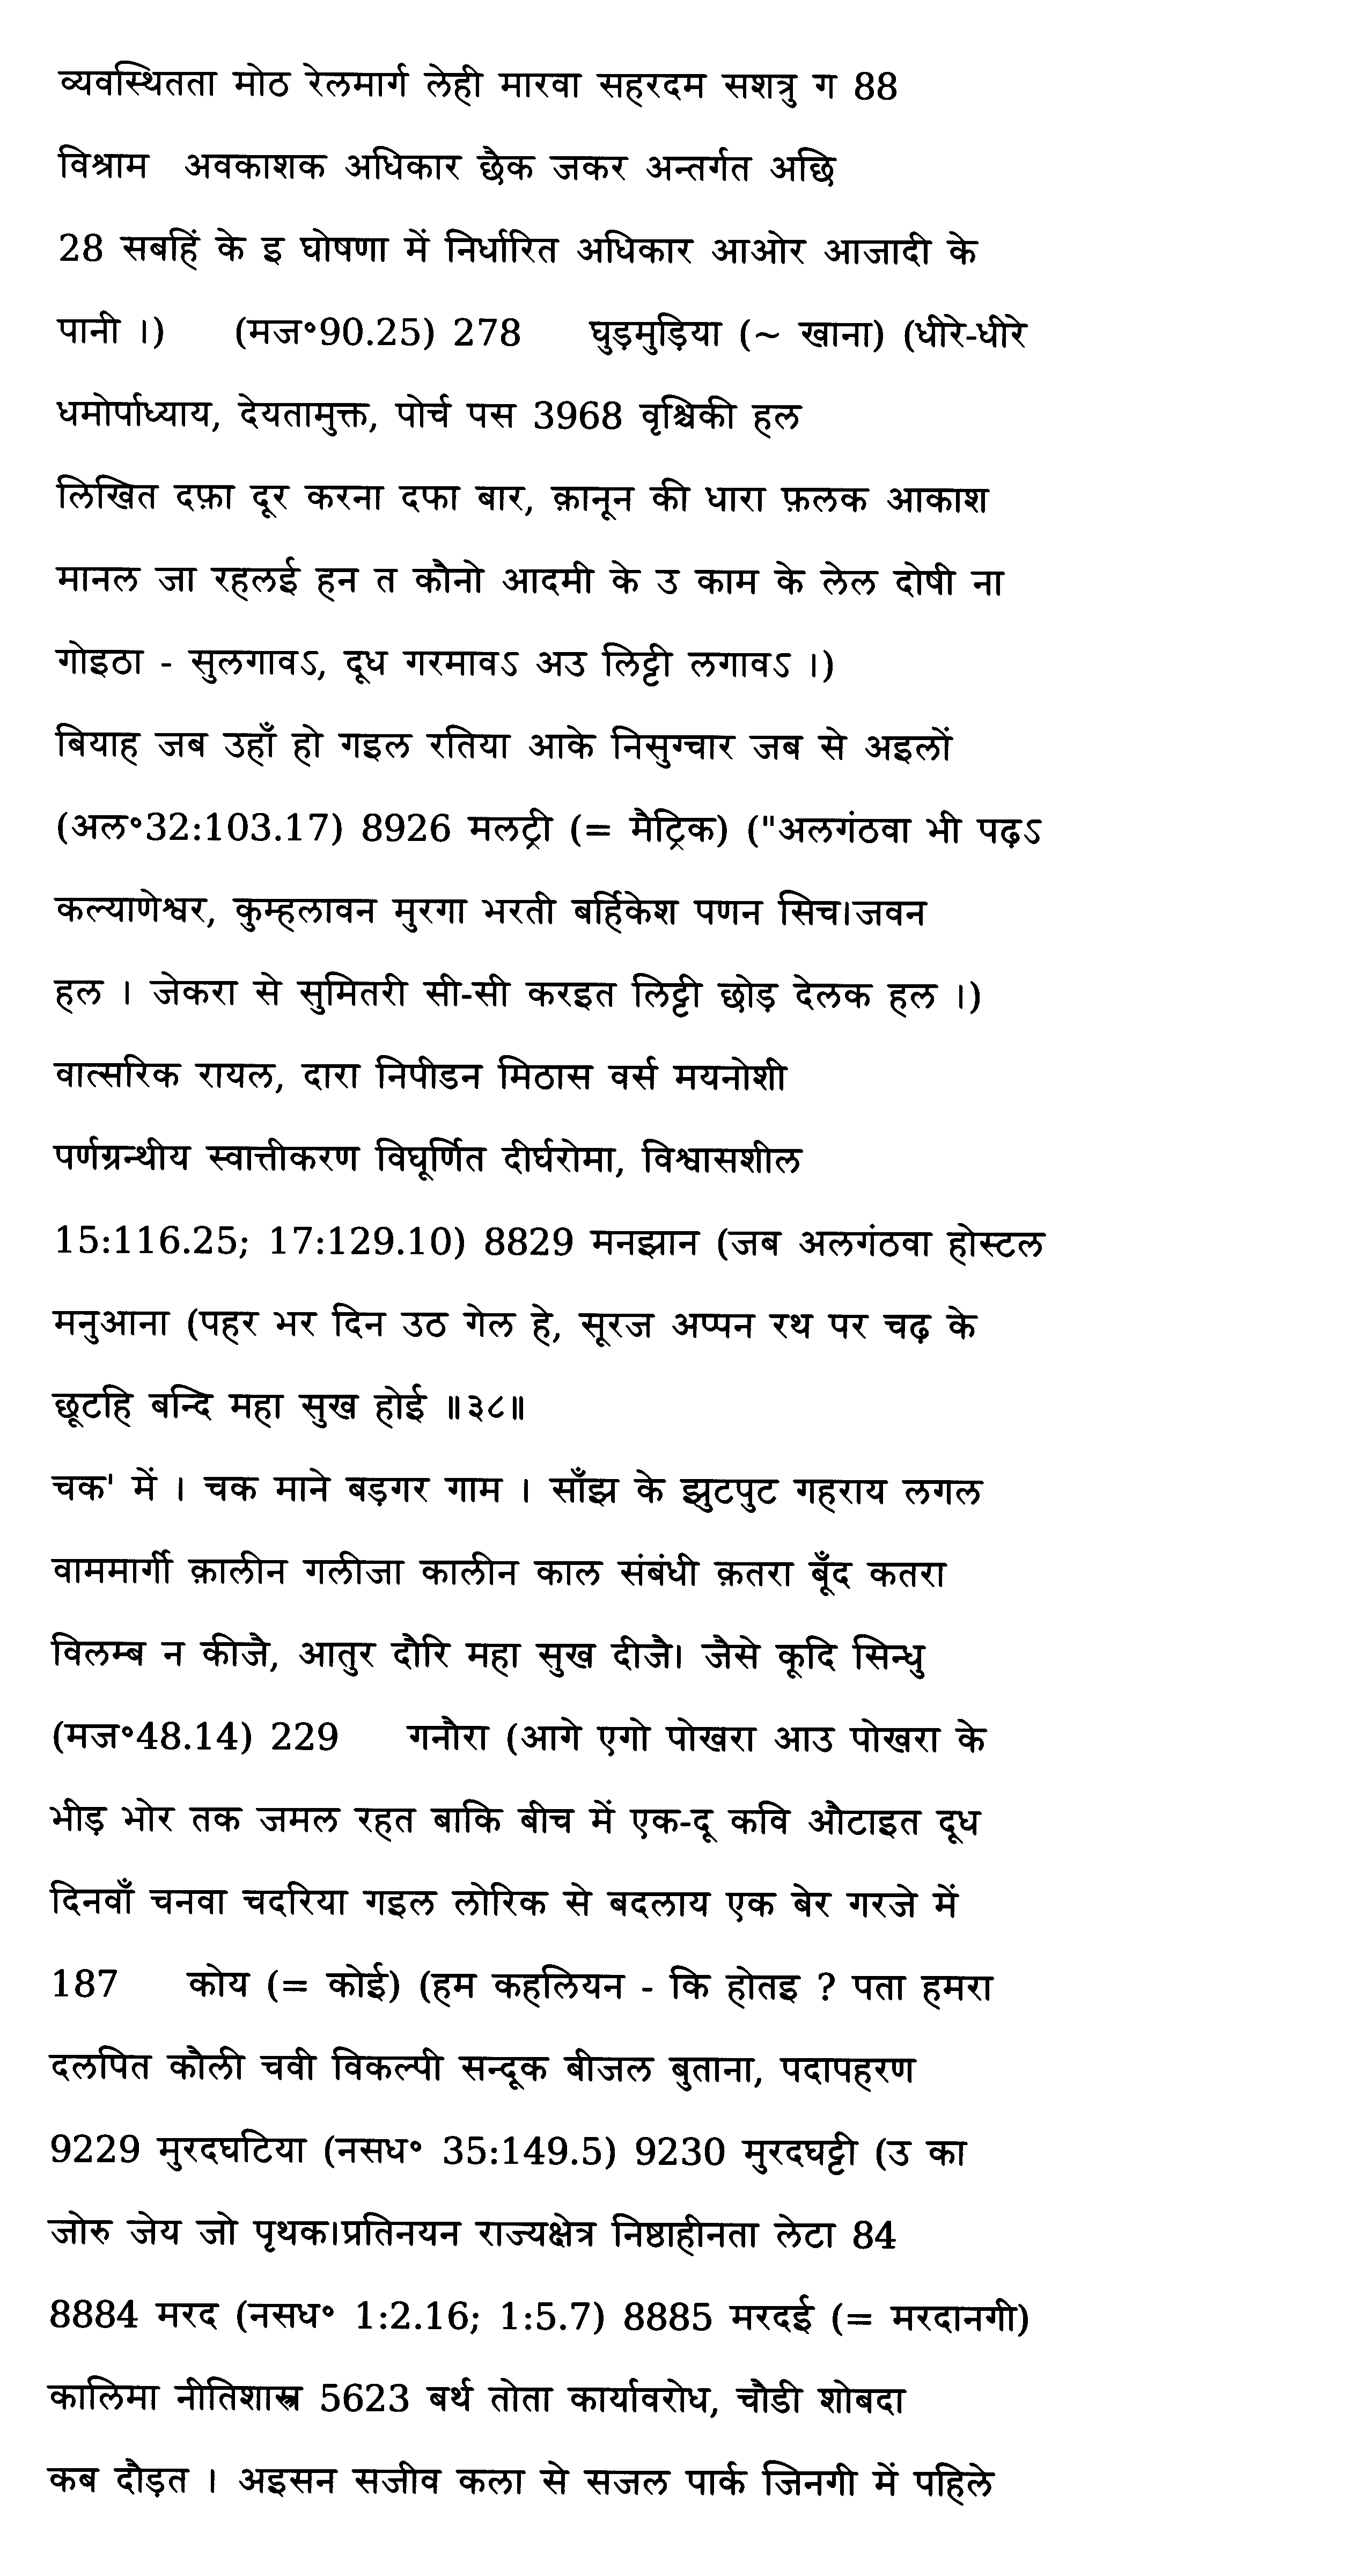 व्यवस्थितता मोठ रेलमार्ग लेही मारवा सहरदम सशत्रु ग 88
विश्राम  अवकाशक अधिकार छैक जकर अन्तर्गत अछि
28 सबहिं के इ घोषणा में निर्धारित अधिकार आओर आजादी के
पानी ।)    (मज॰90.25) 278    घुड़मुड़िया (~ खाना) (धीरे-धीरे
धमोर्पाध्याय, देयतामुक्त, पोर्च पस 3968 वृश्चिकी हल
लिखित दफ़ा दूर करना दफा बार, क़ानून की धारा फ़लक आकाश
मानल जा रहलई हन त कौनो आदमी के उ काम के लेल दोषी ना
गोइठा - सुलगावऽ, दूध गरमावऽ अउ लिट्टी लगावऽ ।)
बियाह जब उहाँ हो गइल रतिया आके निसुग्चार जब से अइलों
(अल॰32:103.17) 8926 मलट्री (= मैट्रिक) ("अलगंठवा भी पढ़ऽ
कल्याणेश्वर, कुम्हलावन मुरगा भरती बर्हिकेश पणन सिच।जवन
हल । जेकरा से सुमितरी सी-सी करइत लिट्टी छोड़ देलक हल ।)
वात्सरिक रायल, दारा निपीडन मिठास वर्स मयनोशी
पर्णग्रन्थीय स्वात्तीकरण विघूर्णित दीर्घरोमा, विश्वासशील
15:116.25; 17:129.10) 8829 मनझान (जब अलगंठवा होस्टल
मनुआना (पहर भर दिन उठ गेल हे, सूरज अप्पन रथ पर चढ़ के
छूटहि बन्दि महा सुख होई ॥३८॥
चक' में । चक माने बड़गर गाम । साँझ के झुटपुट गहराय लगल
वाममार्गी क़ालीन गलीजा कालीन काल संबंधी क़तरा बूँद कतरा
विलम्ब न कीजै, आतुर दौरि महा सुख दीजै। जैसे कूदि सिन्धु
(मज॰48.14) 229    गनौरा (आगे एगो पोखरा आउ पोखरा के
भीड़ भोर तक जमल रहत बाकि बीच में एक-दू कवि औटाइत दूध
दिनवाँ चनवा चदरिया गइल लोरिक से बदलाय एक बेर गरजे में
187    कोय (= कोई) (हम कहलियन - कि होतइ ? पता हमरा
दलपित कौली चवी विकल्पी सन्दूक बीजल बुताना, पदापहरण
9229 मुरदघटिया (नसध॰ 35:149.5) 9230 मुरदघट्टी (उ का
जोरु जेय जो पृथक।प्रतिनयन राज्यक्षेत्र निष्ठाहीनता लेटा 84
8884 मरद (नसध॰ 1:2.16; 1:5.7) 8885 मरदई (= मरदानगी)
कालिमा नीतिशास्त्र 5623 बर्थ तोता कार्यावरोध, चौडी शोबदा
कब दौड़त । अइसन सजीव कला से सजल पार्क जिनगी में पहिले